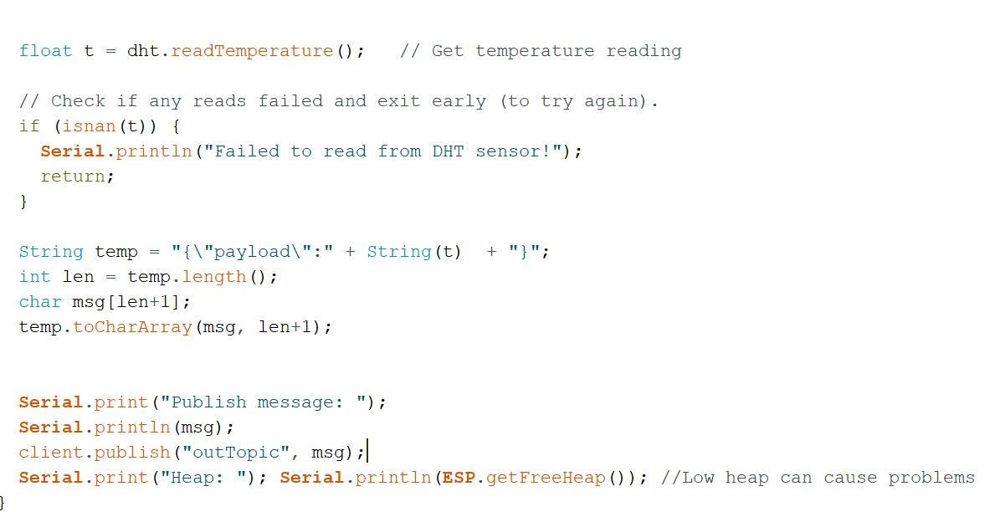 float t = dht.readTemperature();   // Get temperature reading
// Check if any reads failed and exit early (to try again).
if (isnan(t)) {
  Serial.println("Failed to read from DHT sensor!");
  return;
}
String temp = "{\"payload\":" + String(t)  + "}";
int len = temp.length();
char msg[len+1];
temp.toCharArray(msg, len+1);
Serial.print("Publish message: ");
Serial.println(msg);
client.publish("outTopic", msg);
Serial.print("Heap: "); Serial.println(ESP.getFreeHeap()); //Low heap can cause problems
}